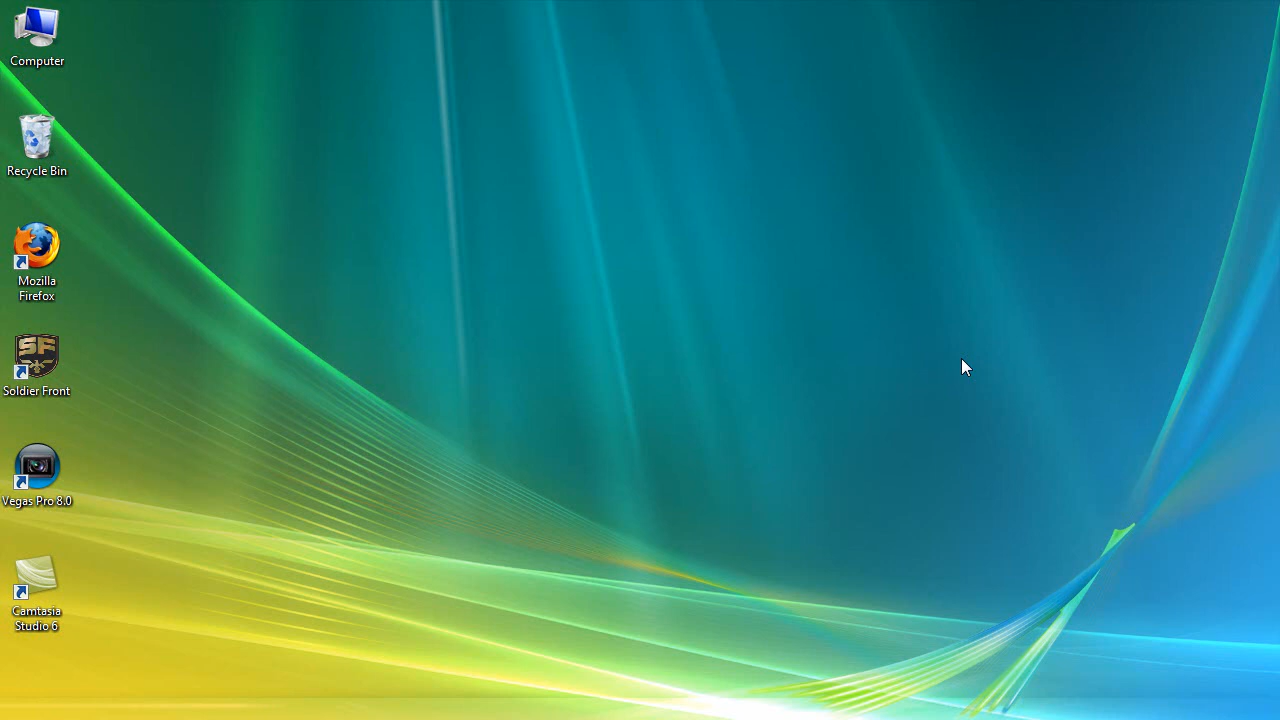 Computer
Recycle Bin
Mozilla
Firefox
SF
Soldier Front
Vegas Pro 8.0
Camtasia
Studio 6